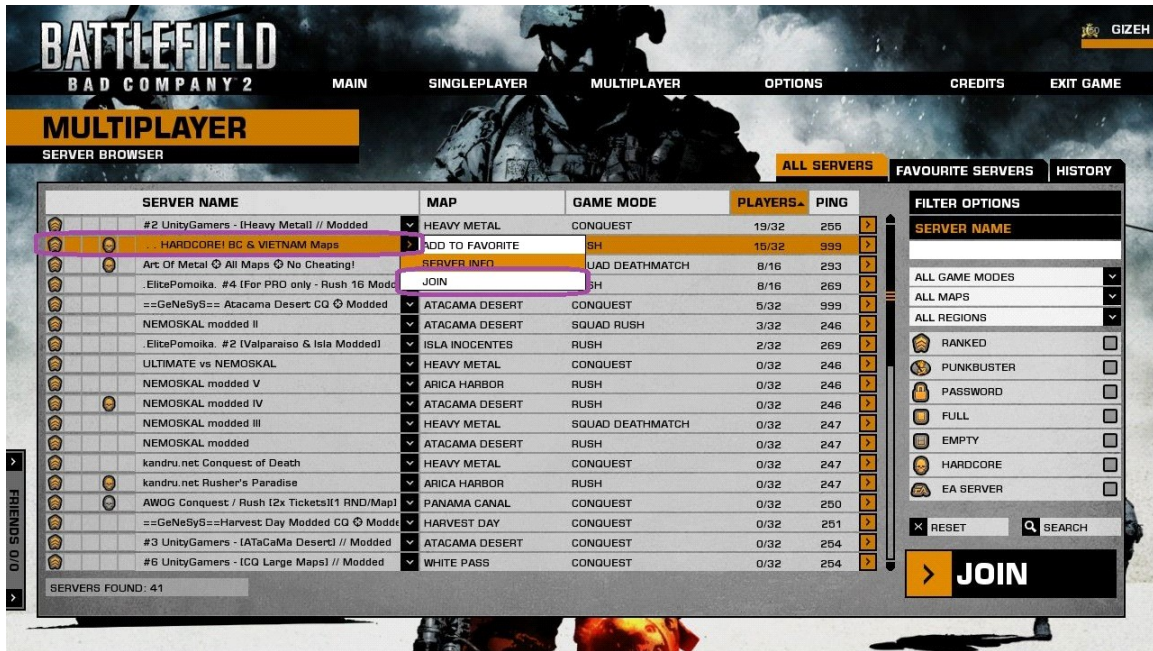 BATTLEFIELD
BAD COMPANY 2
GIZEH
MAIN SINGLEPLAYER MULTIPLAYER OPTIONS CREDITS EXIT GAME
MULTIPLAYER
SERVER BROWSER
ALL SERVERS FAVOURITE SERVERS HISTORY
SERVER NAME MAP GAME MODE PLAYERS PING
#2 UnityGamers - [Heavy Metal] // Modded HEAVY METAL CONQUEST 19/32 255
. . HARDCORE! BC & VIETNAM Maps SH 15/32 999
Art Of Metal All Maps No Cheating! UAD DEATHMATCH 8/16 293
.ElitePomoika. #4 [For PRO only - Rush 16 Modd SH 8/16 269
==GeNeSyS== Atacama Desert CQ Modded ATACAMA DESERT CONQUEST 5/32 999
NEMOSKAL modded II ATACAMA DESERT SQUAD RUSH 3/32 246
.ElitePomoika. #2 [Valparaiso & Isla Modded] ISLA INOCENTES RUSH 2/32 269
ULTIMATE vs NEMOSKAL HEAVY METAL CONQUEST 0/32 246
NEMOSKAL modded V ARICA HARBOR RUSH 0/32 246
NEMOSKAL modded IV ATACAMA DESERT RUSH 0/32 246
NEMOSKAL modded III HEAVY METAL SQUAD DEATHMATCH 0/32 247
NEMOSKAL modded ATACAMA DESERT RUSH 0/32 247
kandru.net Conquest of Death HEAVY METAL CONQUEST 0/32 247
kandru.net Rusher's Paradise ARICA HARBOR RUSH 0/32 247
AWOG Conquest / Rush [2x Tickets][1 RND/Map] PANAMA CANAL CONQUEST 0/32 250
==GeNeSyS==Harvest Day Modded CQ Modde HARVEST DAY CONQUEST 0/32 251
#3 UnityGamers - [ATaCaMa Desert] // Modded ATACAMA DESERT CONQUEST 0/32 254
#6 UnityGamers - [CQ Large Maps] // Modded WHITE PASS CONQUEST 0/32 254
SERVERS FOUND: 41
ADD TO FAVORITE
SERVER INFO
JOIN
FILTER OPTIONS
SERVER NAME
ALL GAME MODES
ALL MAPS
ALL REGIONS
RANKED
PUNKBUSTER
PASSWORD
FULL
EMPTY
HARDCORE
EA SERVER
RESET SEARCH
JOIN
FRIENDS 0/0